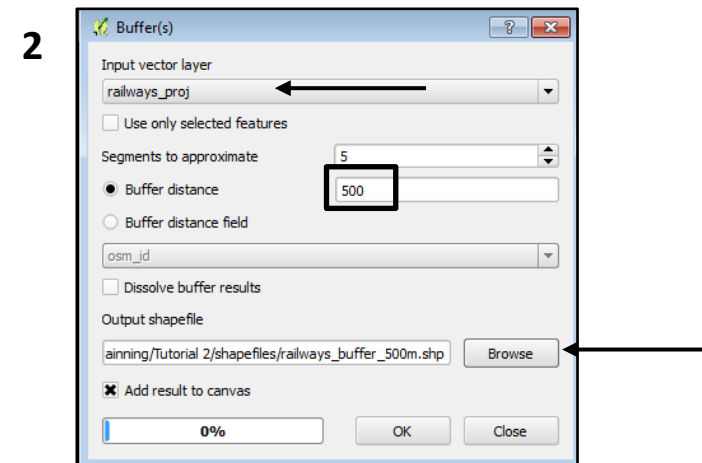 2
Buffer(s)
Input vector layer
railways_proj
Use only selected features
Segments to approximate 5
Buffer distance 500
Buffer distance field
osm_id
Dissolve buffer results
Output shapefile
ainning/Tutorial 2/shapefiles/railways_buffer_500m.shp Browse
Add result to canvas
0% OK Close